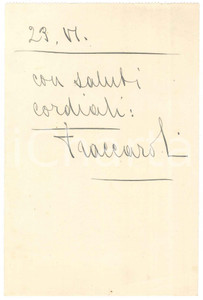 23. VI.
con saluti
cordiali:
Fraccaroli